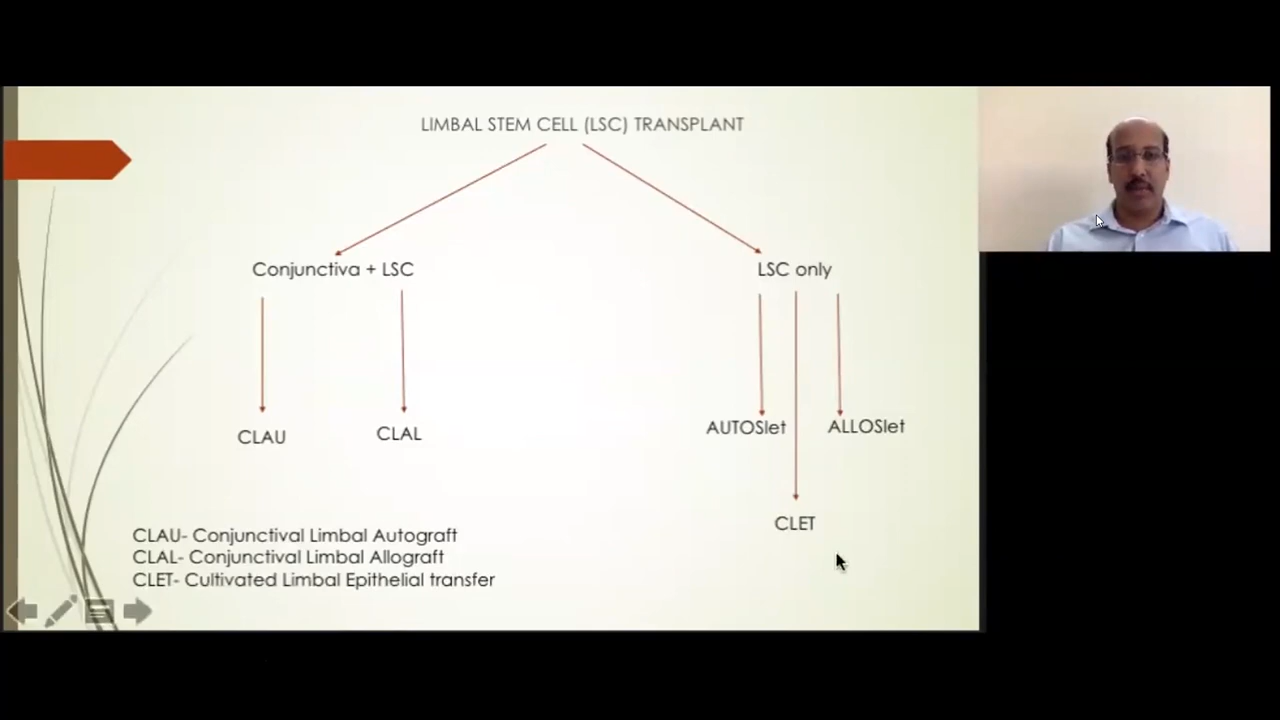 LIMBAL STEM CELL (LSC) TRANSPLANT
Conjunctiva + LSC
LSC only
CLAU
CLAL
AUTOSlet
ALLOSlet
CLET
CLAU- Conjunctival Limbal Autograft
CLAL- Conjunctival Limbal Allograft
CLET- Cultivated Limbal Epithelial transfer